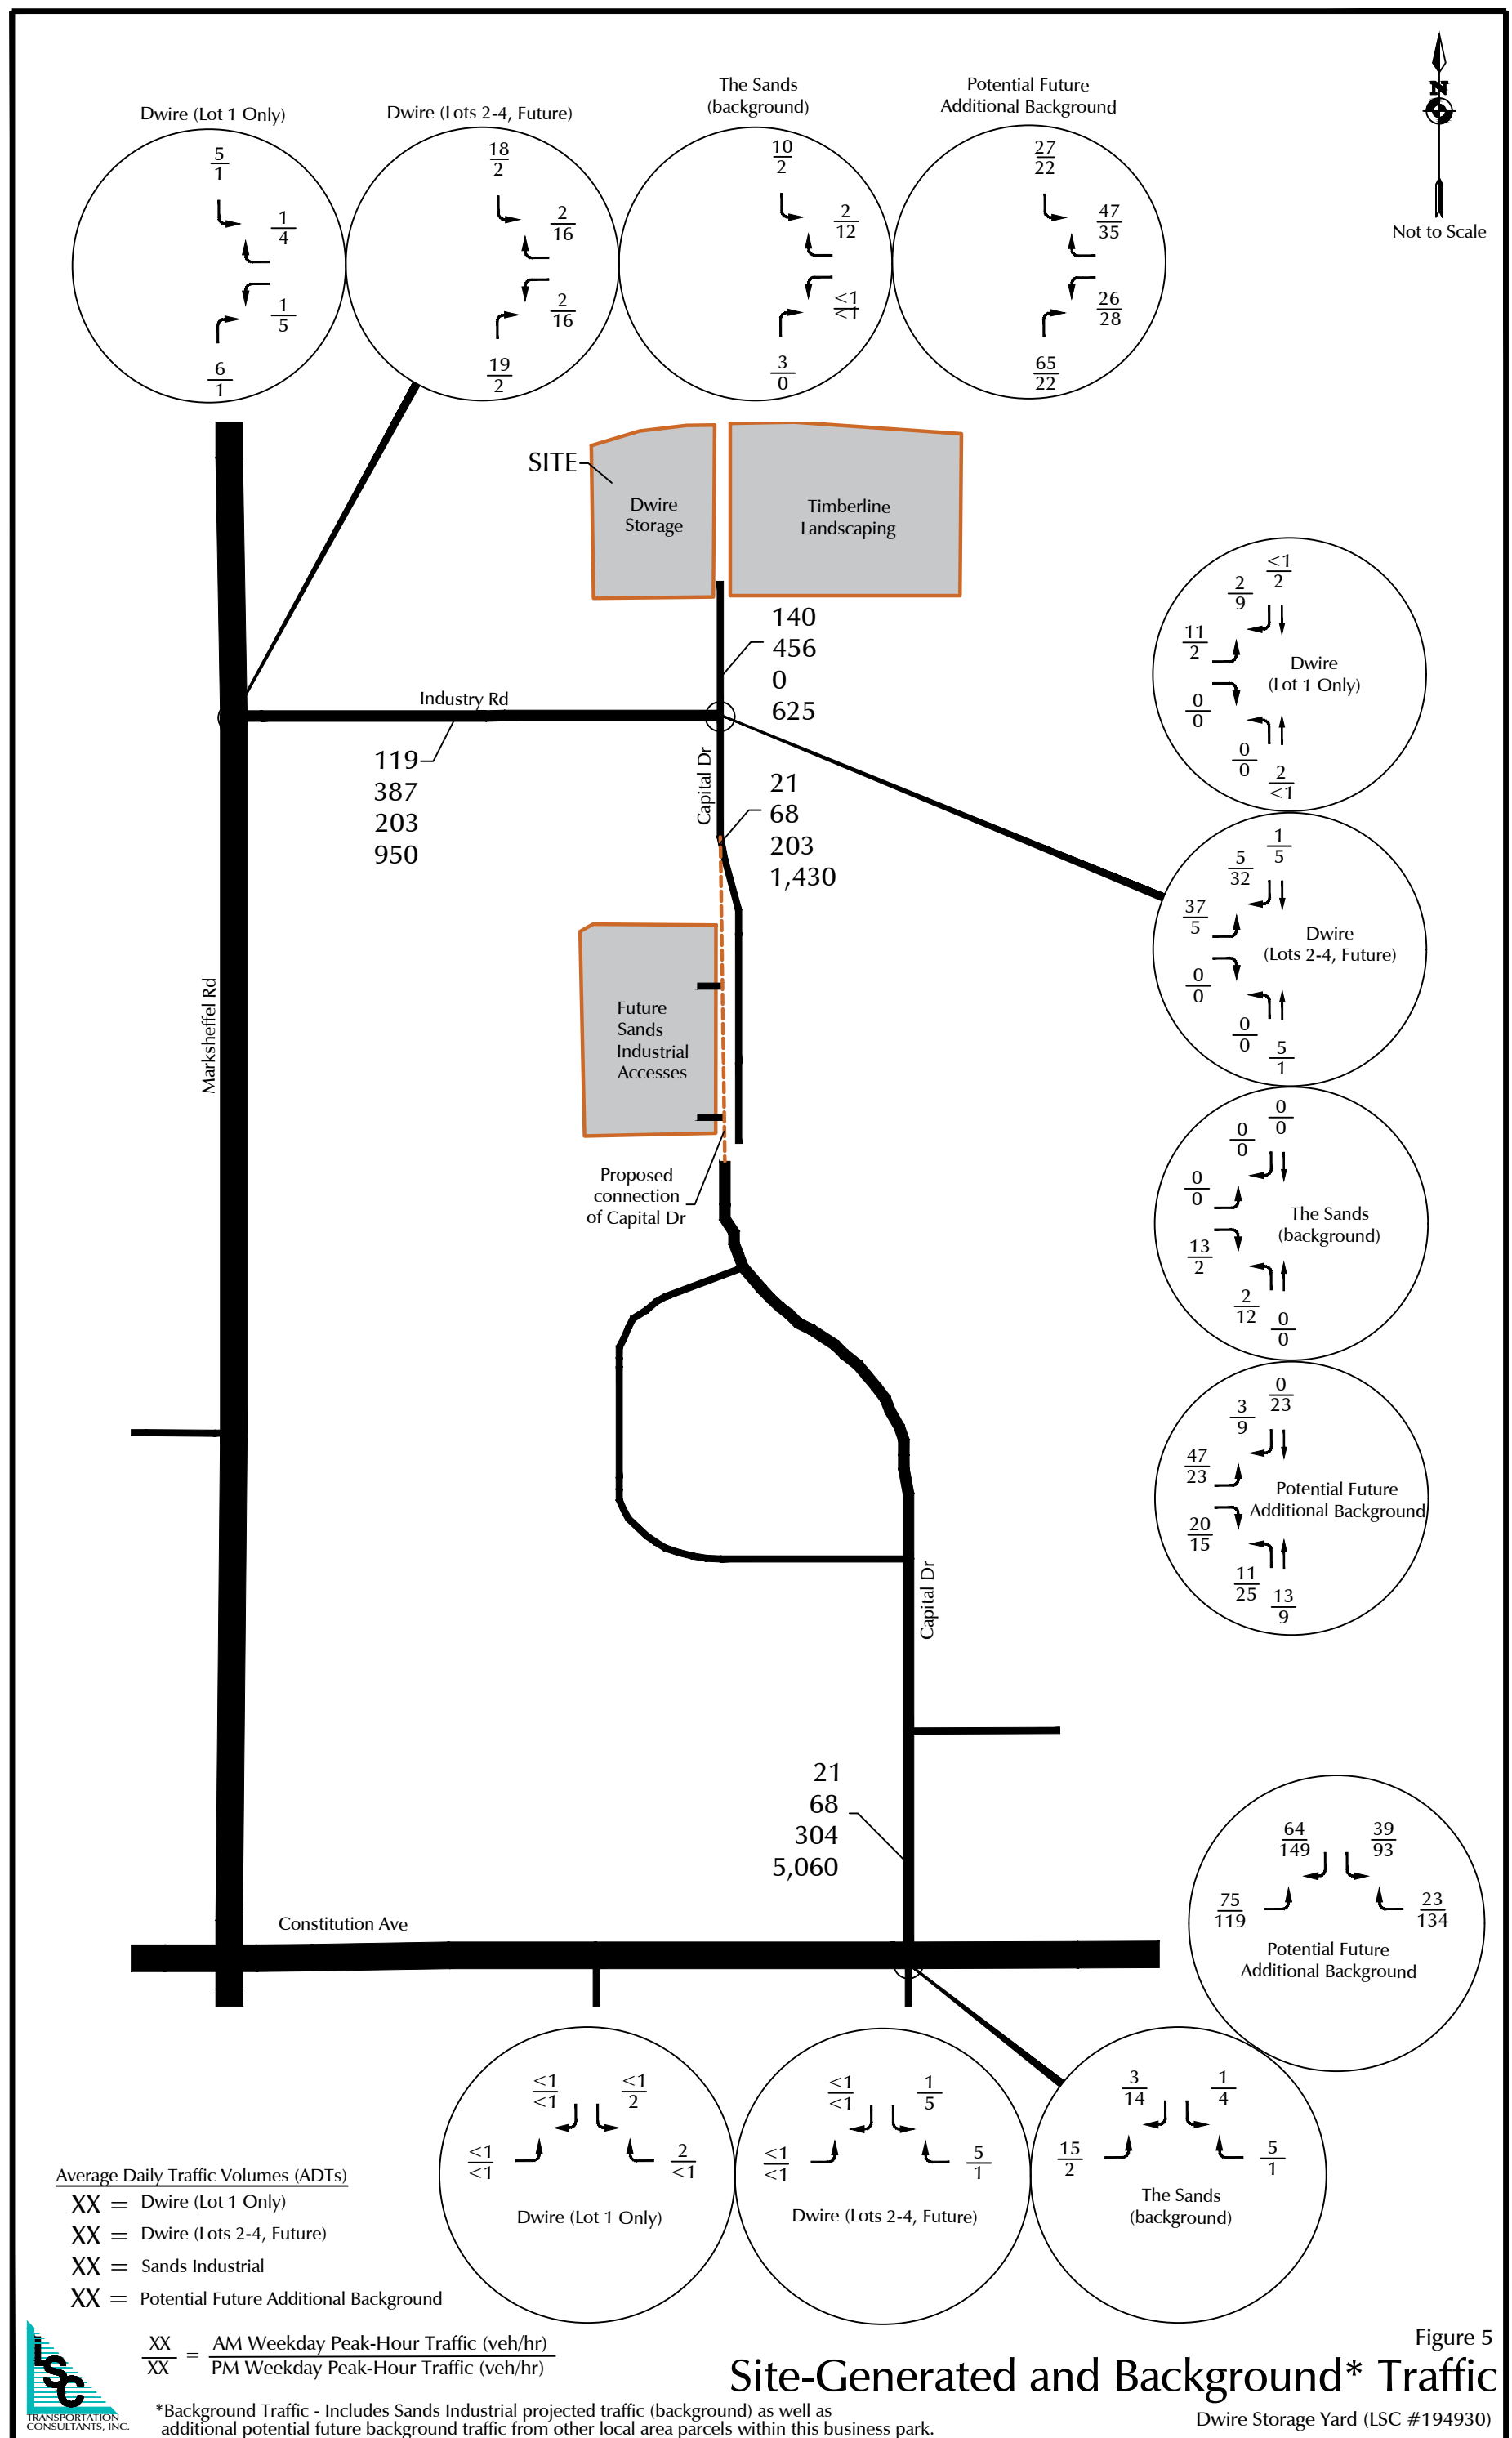 Dwire (Lot 1 Only)
5
1
1
4
1
5
6
1
Dwire (Lots 2-4, Future)
18
2
2
16
2
16
19
2
The Sands
(background)
10
2
2
12
<1
<1
3
0
Potential Future
Additional Background
27
22
47
35
26
28
65
22
N
Not to Scale
SITE
Dwire
Storage
Timberline
Landscaping
140
456
0
625
Industry Rd
119
387
203
950
Capital Dr
21
68
203
1,430
Marksheffel Rd
Future
Sands
Industrial
Accesses
Proposed
connection
of Capital Dr
<1
2
2
9
11
2
Dwire
(Lot 1 Only)
0
0
0
0
2
<1
1
5
5
32
37
5
Dwire
(Lots 2-4, Future)
0
0
0
0
5
1
0
0
0
0
0
0
The Sands
(background)
13
2
2
12
0
0
0
23
3
9
47
23
Potential Future
Additional Background
20
15
11
25
13
9
Capital Dr
21
68
304
5,060
Constitution Ave
64
149
39
93
75
119
23
134
Potential Future
Additional Background
<1
<1
<1
2
<1
<1
2
<1
Dwire (Lot 1 Only)
<1
<1
1
5
<1
<1
5
1
Dwire (Lots 2-4, Future)
3
14
1
4
15
2
5
1
The Sands
(background)
Average Daily Traffic Volumes (ADTs)
XX = Dwire (Lot 1 Only)
XX = Dwire (Lots 2-4, Future)
XX = Sands Industrial
XX = Potential Future Additional Background
XX = AM Weekday Peak-Hour Traffic (veh/hr)
XX PM Weekday Peak-Hour Traffic (veh/hr)
LSC
TRANSPORTATION
CONSULTANTS, INC.
*Background Traffic - Includes Sands Industrial projected traffic (background) as well as
additional potential future background traffic from other local area parcels within this business park.
Figure 5
Site-Generated and Background* Traffic
Dwire Storage Yard (LSC #194930)